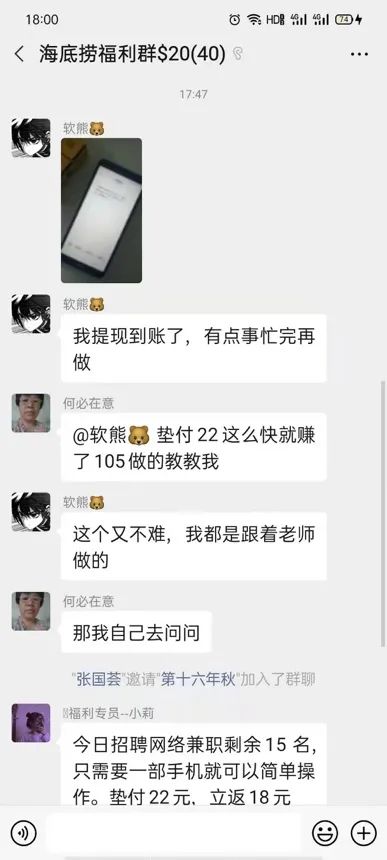 18:00
HD 4G 4G 74
海底捞福利群$20(40)
17:47
软熊🐻
软熊🐻
我提现到账了，有点事忙完再
做
何必在意
@软熊🐻 垫付 22 这么快就赚
了 105 做的教教我
软熊🐻
这个又不难，我都是跟着老师
做的
何必在意
那我自己去问问
"张国荟"邀请"第十六年秋"加入了群聊
福利专员--小莉
今日招聘网络兼职剩余 15 名，
只需要一部手机就可以简单操
作。垫付 22 元，立返 18 元